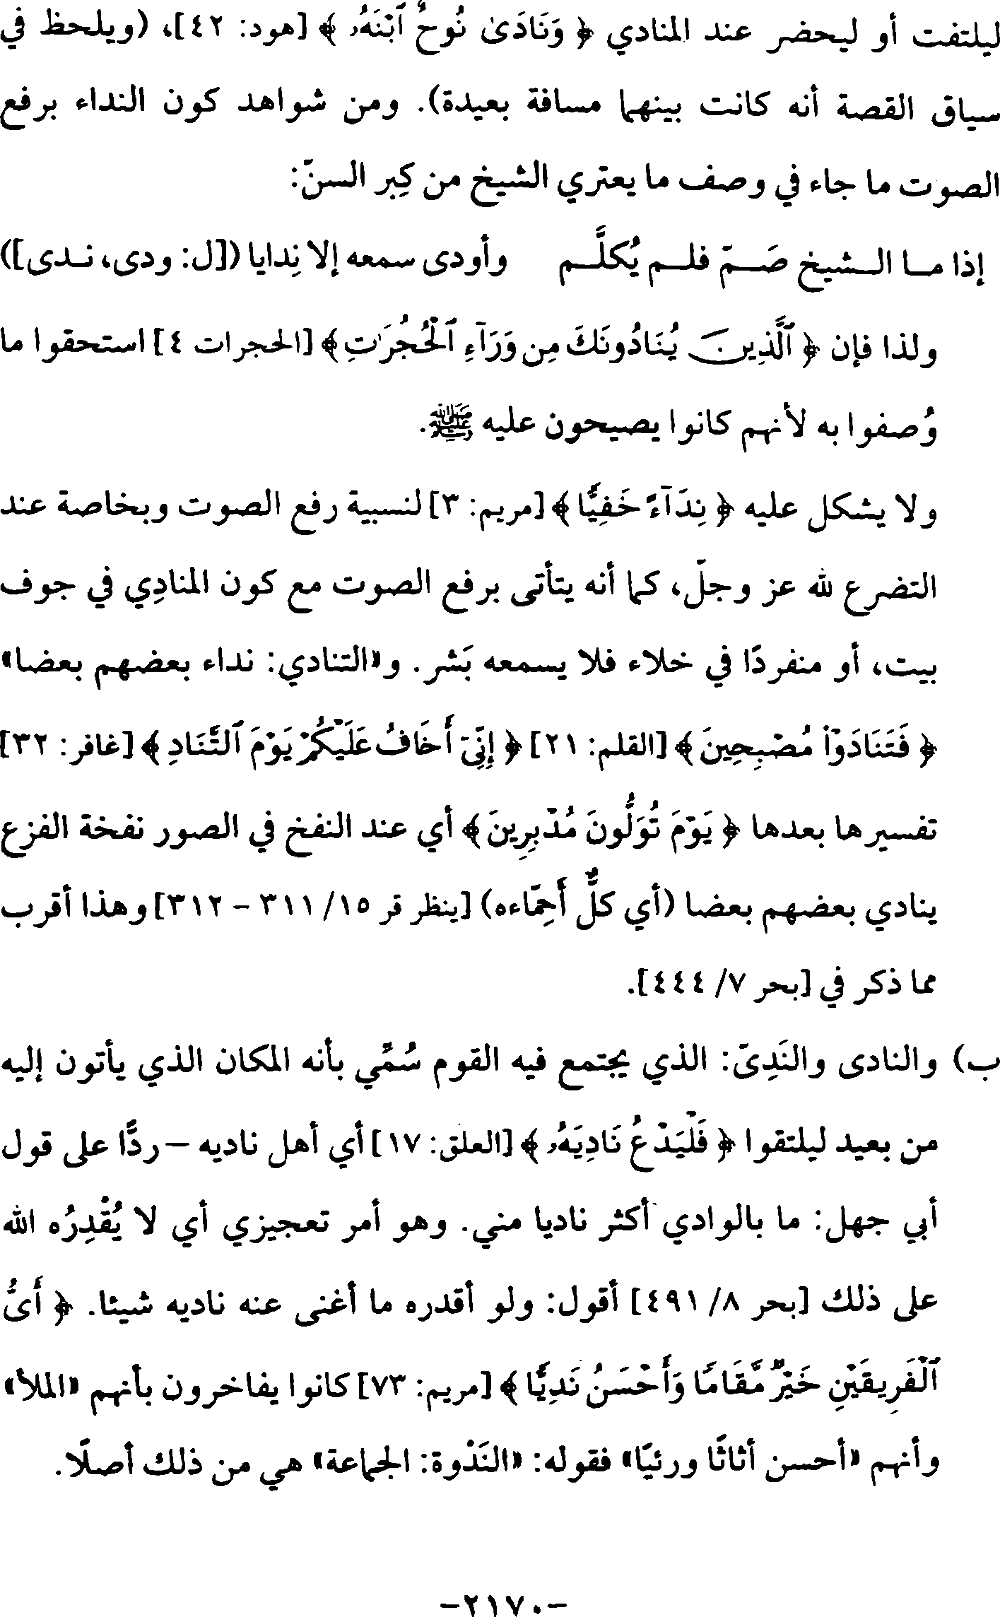 ليلتفت أو ليحضر عند المنادي ﴿ وَنَادَىٰ نُوحٌ ٱبْنَهُۥ ﴾ [هود: ٤٢]، (ويلحظ في
سياق القصة أنه كانت بينهما مسافة بعيدة). ومن شواهد كون النداء برفع
الصوت ما جاء في وصف ما يعتري الشيخ من كِبر السنّ:
إذا مـا الـشيخ صَـمّ فلـم يُكلَّـم    وأودى سمعه إلا نِدايا ([ل: ودى، نـدى])
ولذا فإن ﴿ ٱلَّذِينَ يُنَادُونَكَ مِن وَرَآءِ ٱلْحُجُرَٰتِ ﴾ [الحجرات ٤] استحقوا ما
وُصفوا به لأنهم كانوا يصيحون عليه ﷺ.
ولا يشكل عليه ﴿ نِدَآءً خَفِيًّا ﴾ [مريم: ٣] لنسبية رفع الصوت وبخاصة عند
التضرع لله عز وجلّ، كما أنه يتأتى برفع الصوت مع كون المنادِي في جوف
بيت، أو منفردًا في خلاء فلا يسمعه بَشر. و«التنادي: نداء بعضهم بعضا»
﴿ فَتَنَادَوْا۟ مُصْبِحِينَ ﴾ [القلم: ٢١] ﴿ إِنِّىٓ أَخَافُ عَلَيْكُمْ يَوْمَ ٱلتَّنَادِ ﴾ [غافر: ٣٢]
تفسيرها بعدها ﴿ يَوْمَ تُوَلُّونَ مُدْبِرِينَ ﴾ أي عند النفخ في الصور نفخة الفزع
ينادي بعضهم بعضا (أي كلٌّ أَحِمّاءه) [ينظر قر ١٥/ ٣١١ – ٣١٢] وهذا أقرب
مما ذكر في [بحر ٧/ ٤٤٤].
ب) والنادى والنَدِىّ: الذي يجتمع فيه القوم سُمِّي بأنه المكان الذي يأتون إليه
من بعيد ليلتقوا ﴿ فَلْيَدْعُ نَادِيَهُۥ ﴾ [العلق: ١٧] أي أهل ناديه – ردًّا على قول
أبي جهل: ما بالوادي أكثر ناديا مني. وهو أمر تعجيزي أي لا يُقْدِرُه الله
على ذلك [بحر ٨/ ٤٩١] أقول: ولو أقدره ما أغنى عنه ناديه شيئا. ﴿ أَىُّ
ٱلْفَرِيقَيْنِ خَيْرٌ مَّقَامًا وَأَحْسَنُ نَدِيًّا ﴾ [مريم: ٧٣] كانوا يفاخرون بأنهم «الملأ»
وأنهم «أحسن أثاثًا ورئيًا» فقوله: «النَدْوة: الجماعة» هي من ذلك أصلًا.
–٢١٧٠–